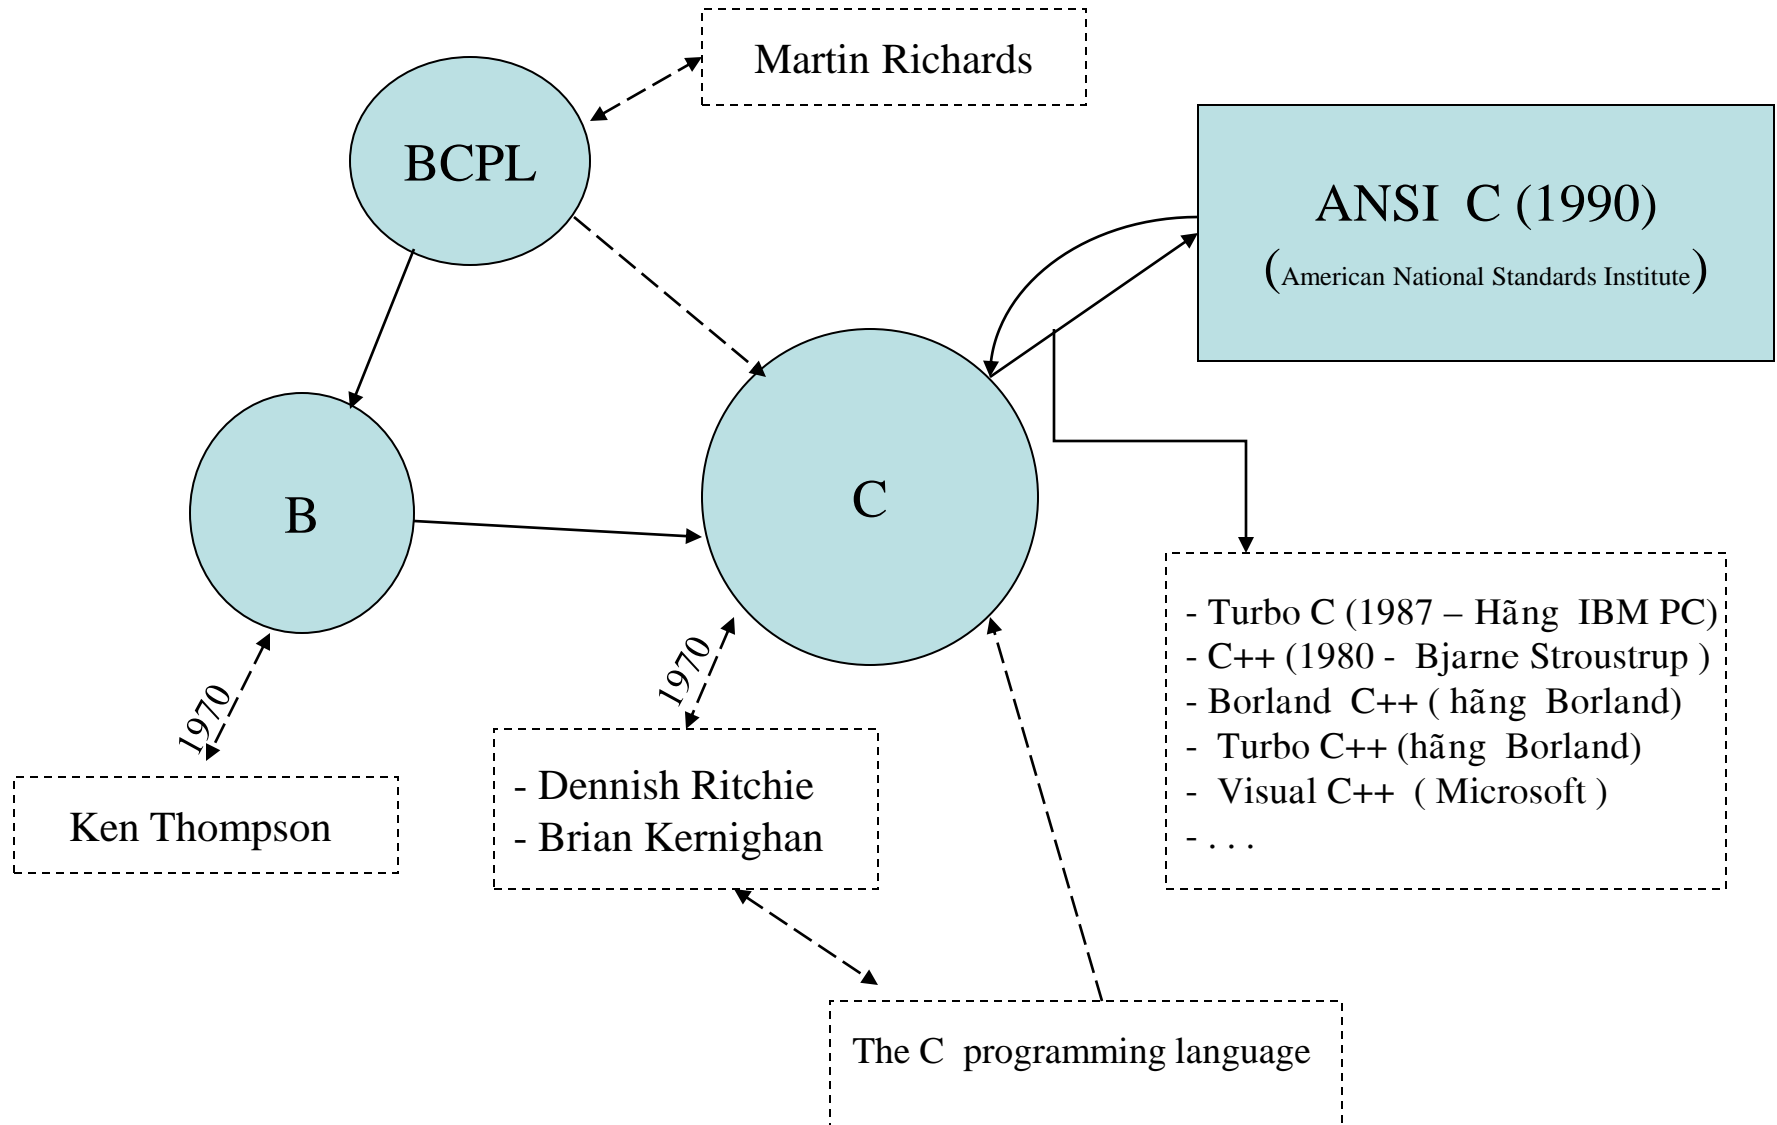 Martin Richards
BCPL
ANSI C (1990)
(American National Standards Institute)
B
C
- Turbo C (1987 – Hãng IBM PC)
- C++ (1980 - Bjarne Stroustrup )
- Borland C++ ( hãng Borland)
- Turbo C++ (hãng Borland)
- Visual C++ ( Microsoft )
- . . .
1970
1970
Ken Thompson
- Dennish Ritchie
- Brian Kernighan
The C programming language